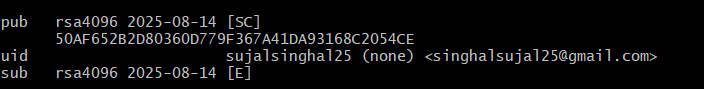 pub   rsa4096 2025-08-14 [SC]
      50AF652B2D80360D779F367A41DA93168C2054CE
uid                      sujalsinghal25 (none) <singhalsujal25@gmail.com>
sub   rsa4096 2025-08-14 [E]